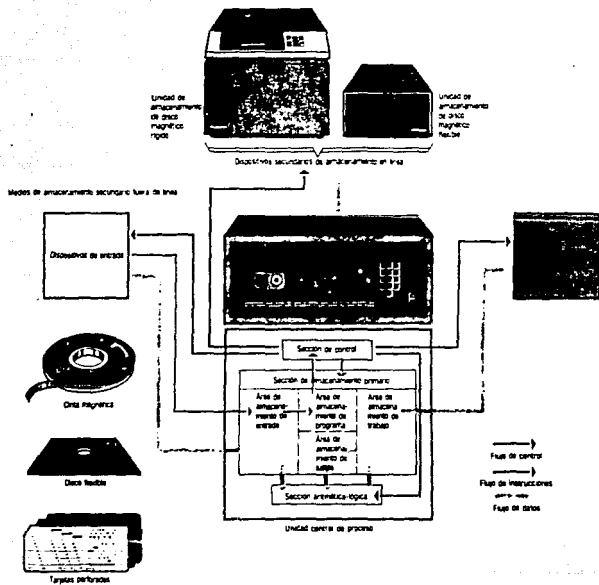 Unidad de
almacenamiento
de disco
magnético
rígido
Unidad de
almacenamiento
de disco
magnético
flexible
Dispositivos secundarios de almacenamiento en línea
Medios de almacenamiento secundario fuera de línea
Dispositivos de entrada
Cinta magnética
Disco flexible
Tarjetas perforadas
Sección de control
Sección de almacenamiento primario
Área de
almacena-
miento de
entrada
Área de
almacena-
miento de
programa
Área de
almacena
miento de
trabajo
Área de
almacena
miento de
salida
Sección aritmética-lógica
Unidad central de proceso
Flujo de control
Flujo de instrucciones
Flujo de datos